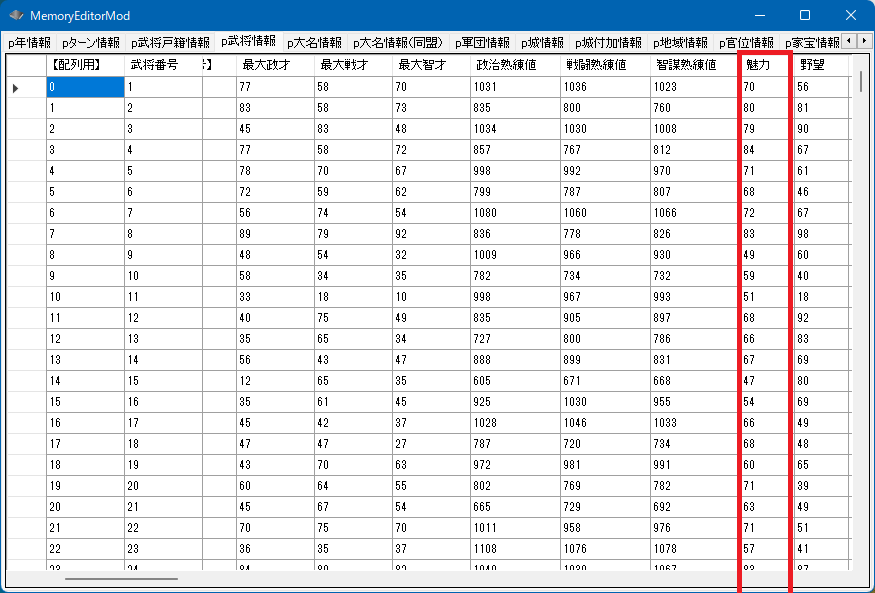 MemoryEditorMod
p年情報 pターン情報 p武将戸籍情報 p武将情報 p大名情報 p大名情報(同盟) p軍団情報 p城情報 p城付加情報 p地域情報 p官位情報 p家宝情報
【配列用】 武将番号 最大政才 最大戦才 最大智才 政治熟練値 戦闘熟練値 智謀熟練値 魅力 野望
0 1 77 58 70 1031 1036 1023 70 56
1 2 83 58 73 835 800 760 80 81
2 3 45 83 48 1034 1030 1008 79 90
3 4 77 58 72 857 767 812 84 67
4 5 78 70 67 998 992 970 71 61
5 6 72 59 62 799 787 807 68 46
6 7 56 74 54 1080 1060 1066 72 67
7 8 89 79 92 836 778 826 83 98
8 9 48 54 32 1009 966 930 49 60
9 10 58 34 35 782 734 732 59 40
10 11 33 18 10 998 967 993 51 18
11 12 40 75 49 835 905 897 68 92
12 13 35 65 34 727 800 786 66 83
13 14 56 43 47 888 899 831 67 69
14 15 12 65 35 605 671 668 47 80
15 16 35 61 45 925 1030 955 54 69
16 17 45 42 37 1028 1046 1033 66 49
17 18 47 47 27 787 720 734 68 48
18 19 43 70 63 972 981 991 60 65
19 20 60 64 55 802 769 782 71 39
20 21 45 67 54 665 729 692 63 49
21 22 70 75 70 1011 958 976 71 51
22 23 36 35 37 1108 1076 1078 57 41